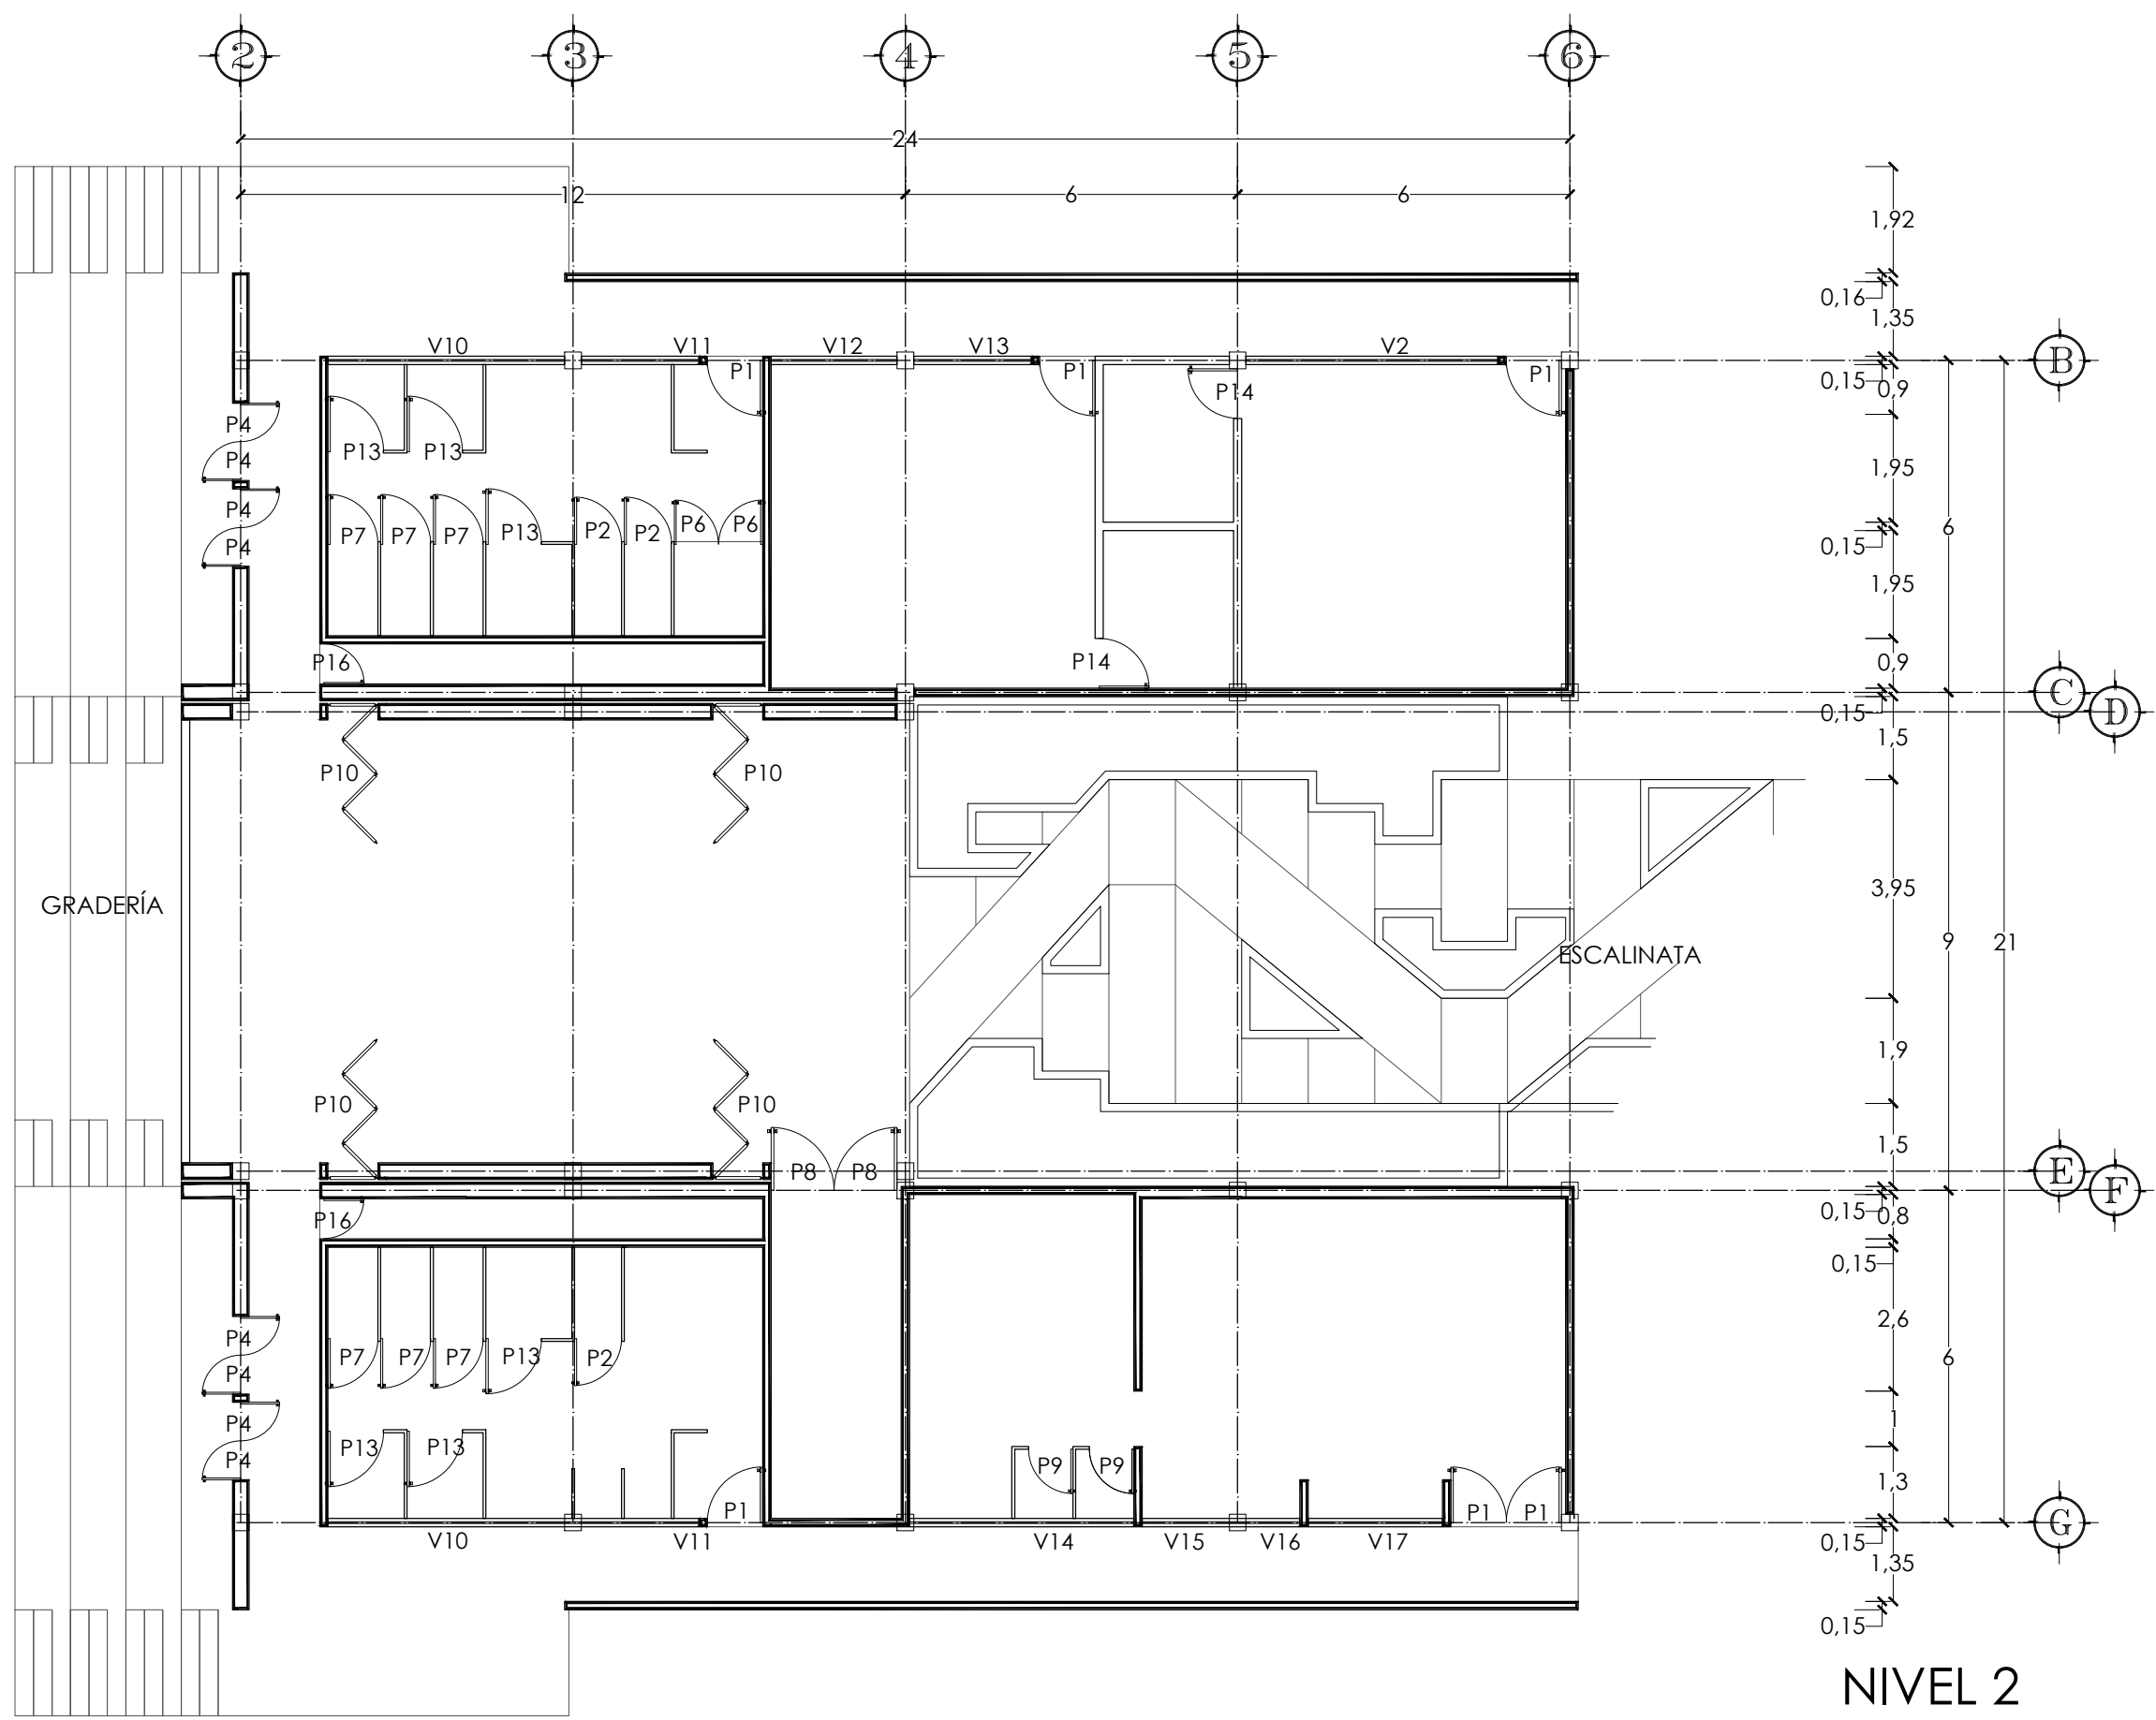 2 3 4 5 6
24
12 6 6
1,92
0,16
1,35
V10 V11 V12 V13 V2
B
P1 P1 P14 P1
0,15 0,9
P4 P13 P13
P4
1,95
P4 P7 P7 P7 P13 P2 P2 P6 P6
6
P4
0,15
1,95
P16 P14
0,9
C
D
0,15
1,5
P10 P10
3,95
GRADERÍA
9 21
ESCALINATA
1,9
P10 P10
1,5
P8 P8
E
F
P16
0,15 0,8
0,15
2,6
P4 P7 P7 P7 P13 P2
6
P4
P4
1
P13 P13
P4 P9 P9
1,3
P1 P1 P1
G
V10 V11 V14 V15 V16 V17
0,15
1,35
0,15
NIVEL 2